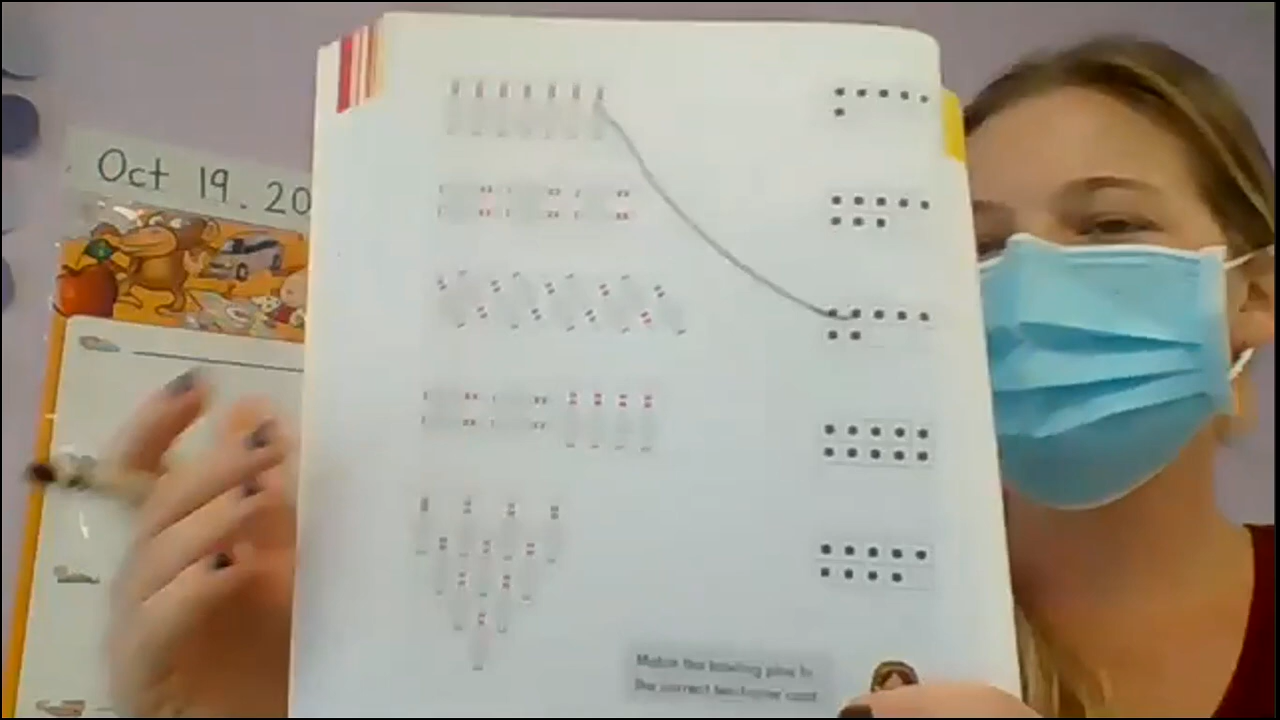 Oct 19. 20
Match the bowling pins to
the correct ten-frame card